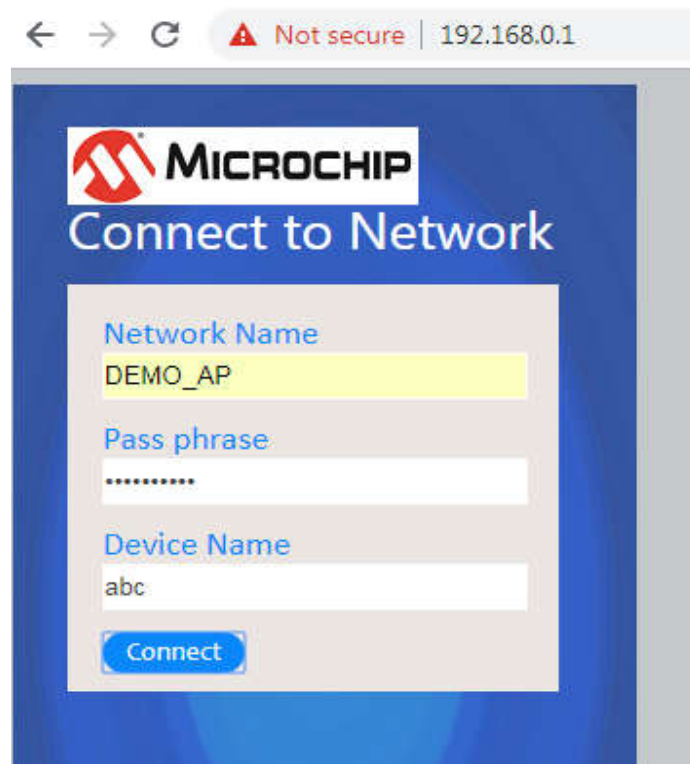 Not secure | 192.168.0.1
MICROCHIP
Connect to Network
Network Name
DEMO_AP
Pass phrase
••••••••••
Device Name
abc
Connect